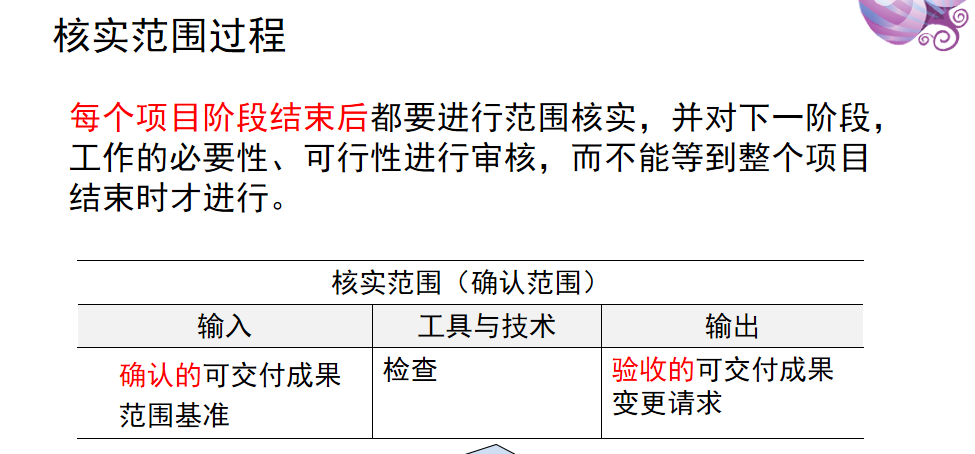 核实范围过程
每个项目阶段结束后都要进行范围核实，并对下一阶段，
工作的必要性、可行性进行审核，而不能等到整个项目
结束时才进行。
核实范围（确认范围）
输入 工具与技术 输出
确认的可交付成果 检查 验收的可交付成果
范围基准 变更请求